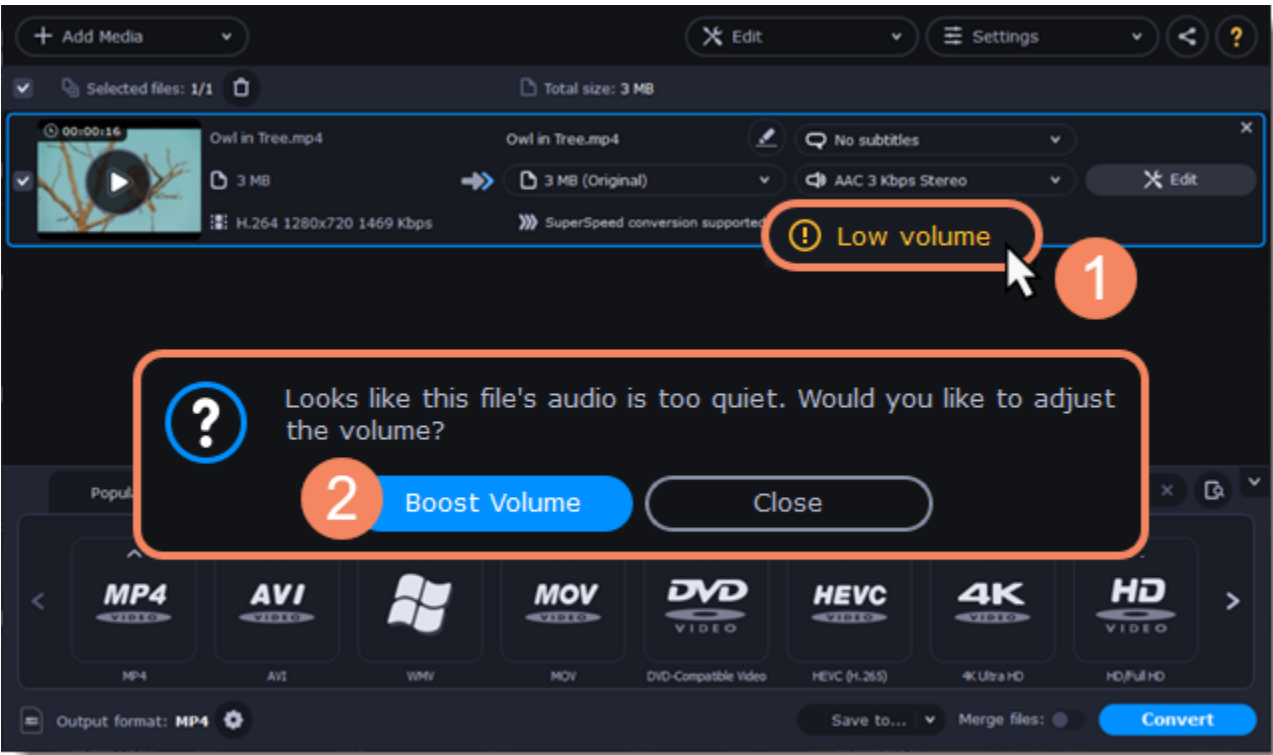 Add Media
Edit
Settings
?
Selected files: 1/1
Total size: 3 MB
00:00:16
Owl in Tree.mp4
Owl in Tree.mp4
No subtitles
3 MB
3 MB (Original)
AAC 3 Kbps Stereo
Edit
H.264 1280x720 1469 Kbps
SuperSpeed conversion supported
Low volume
1
Looks like this file's audio is too quiet. Would you like to adjust
the volume?
2
Boost Volume
Close
MP4 VIDEO
AVI VIDEO
MOV VIDEO
DVD VIDEO
HEVC VIDEO
4K VIDEO
HD VIDEO
MP4
AVI
WMV
MOV
DVD-Compatible Video
HEVC (H.265)
4K Ultra HD
HD/Full HD
Output format: MP4
Save to...
Merge files:
Convert